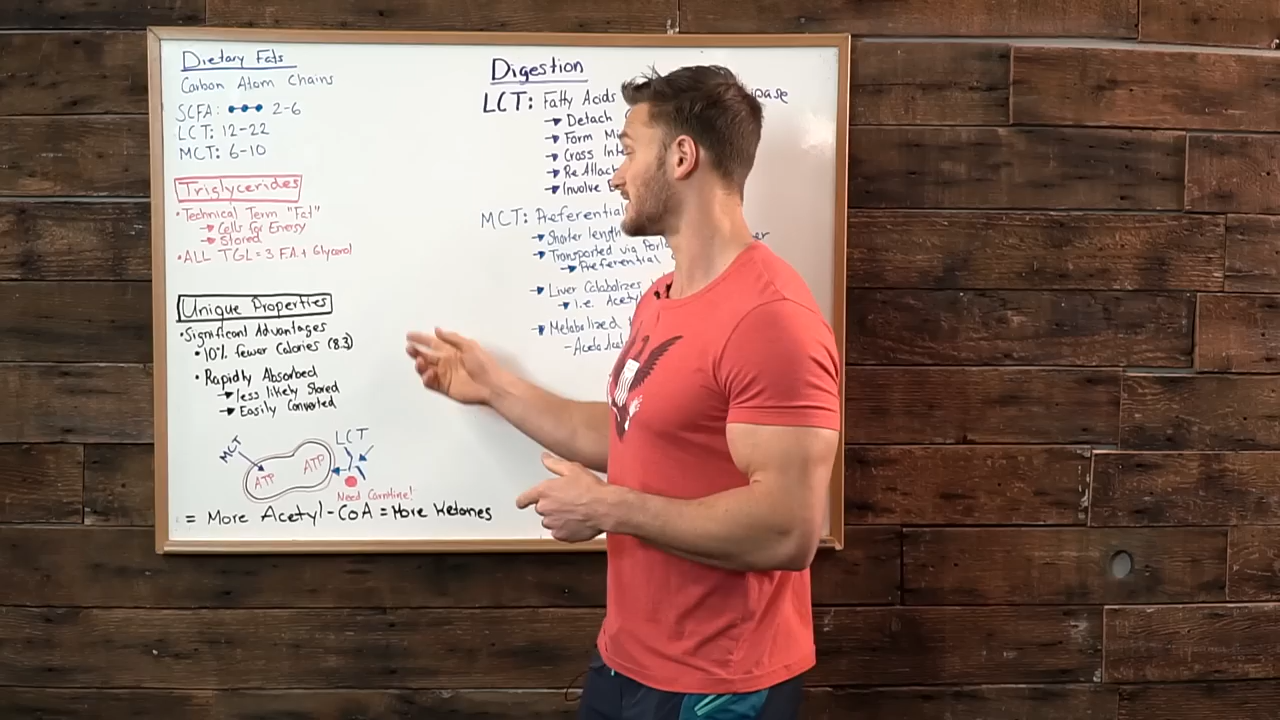 Dietary Fats
Carbon Atom Chains
SCFA: 2-6
LCT: 12-22
MCT: 6-10
Triglycerides
• Technical Term "Fat"
→ Cells for Energy
→ Stored
• ALL TGL = 3 F.A + Glycerol
Unique Properties
• Significant Advantages
• 10% fewer Calories (8.3)
• Rapidly Absorbed
→ less likely Stored
→ Easily Converted
MCT
LCT
ATP
ATP
Need Carnitine!
= More Acetyl-CoA = More Ketones
Digestion
LCT: Fatty Acids
→ Detach
→ Form
→ Cross
→ Re Attach
→ Involve
MCT: Preferential
→ Shorter length
→ Transported via
→ Preferential
→ Liver Catabolizes
→ i.e. Acetyl
→ Metabolized